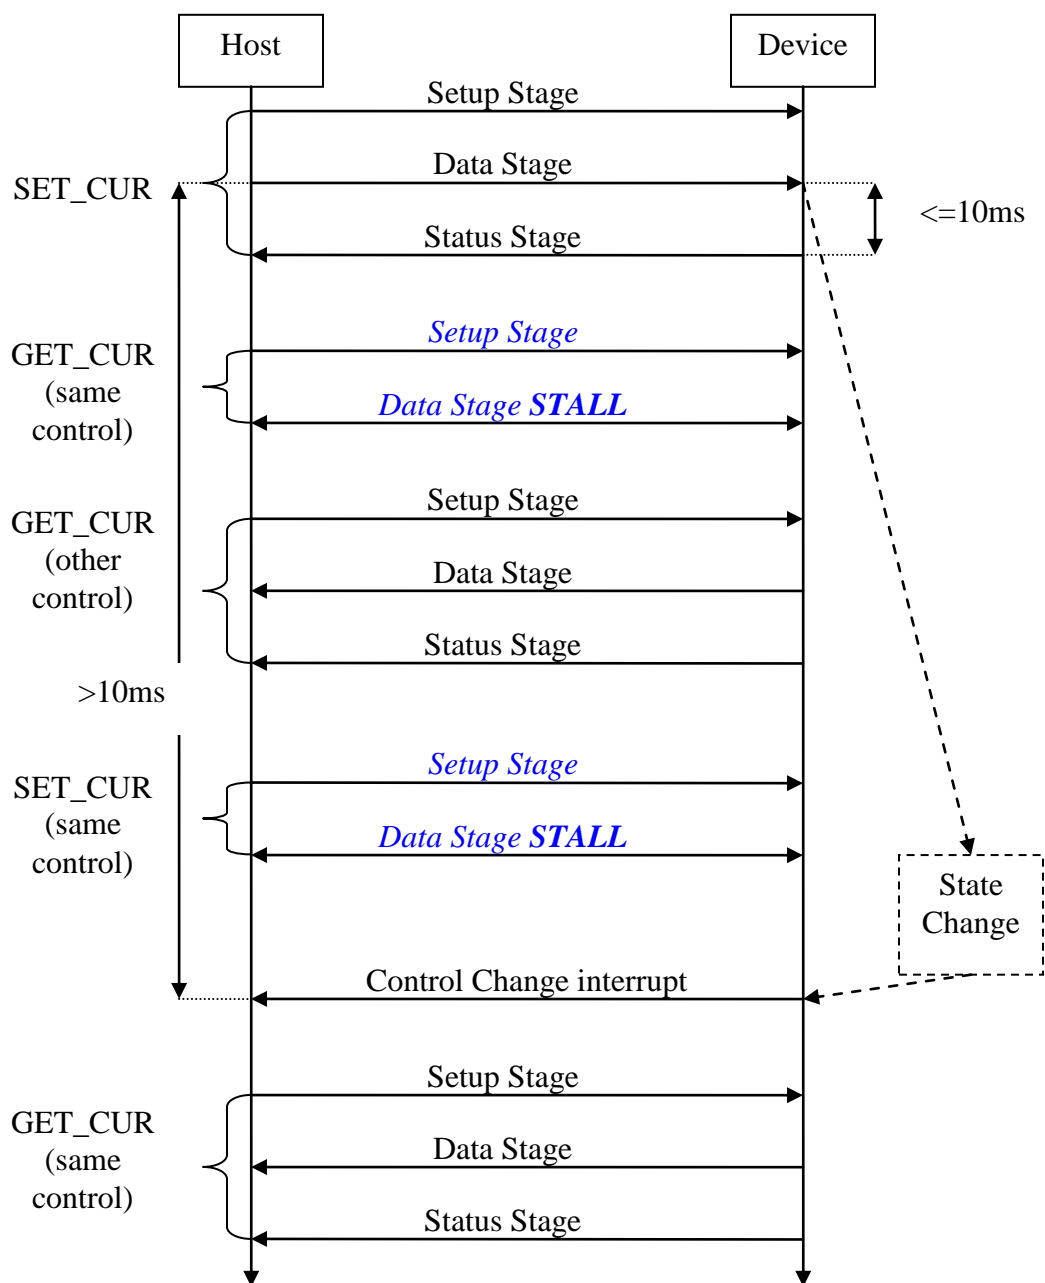 Host
Device
Setup Stage
Data Stage
SET_CUR
<=10ms
Status Stage
Setup Stage
GET_CUR
(same
control)
Data Stage STALL
Setup Stage
GET_CUR
(other
control)
Data Stage
Status Stage
>10ms
Setup Stage
SET_CUR
(same
control)
Data Stage STALL
State
Change
Control Change interrupt
Setup Stage
GET_CUR
(same
control)
Data Stage
Status Stage